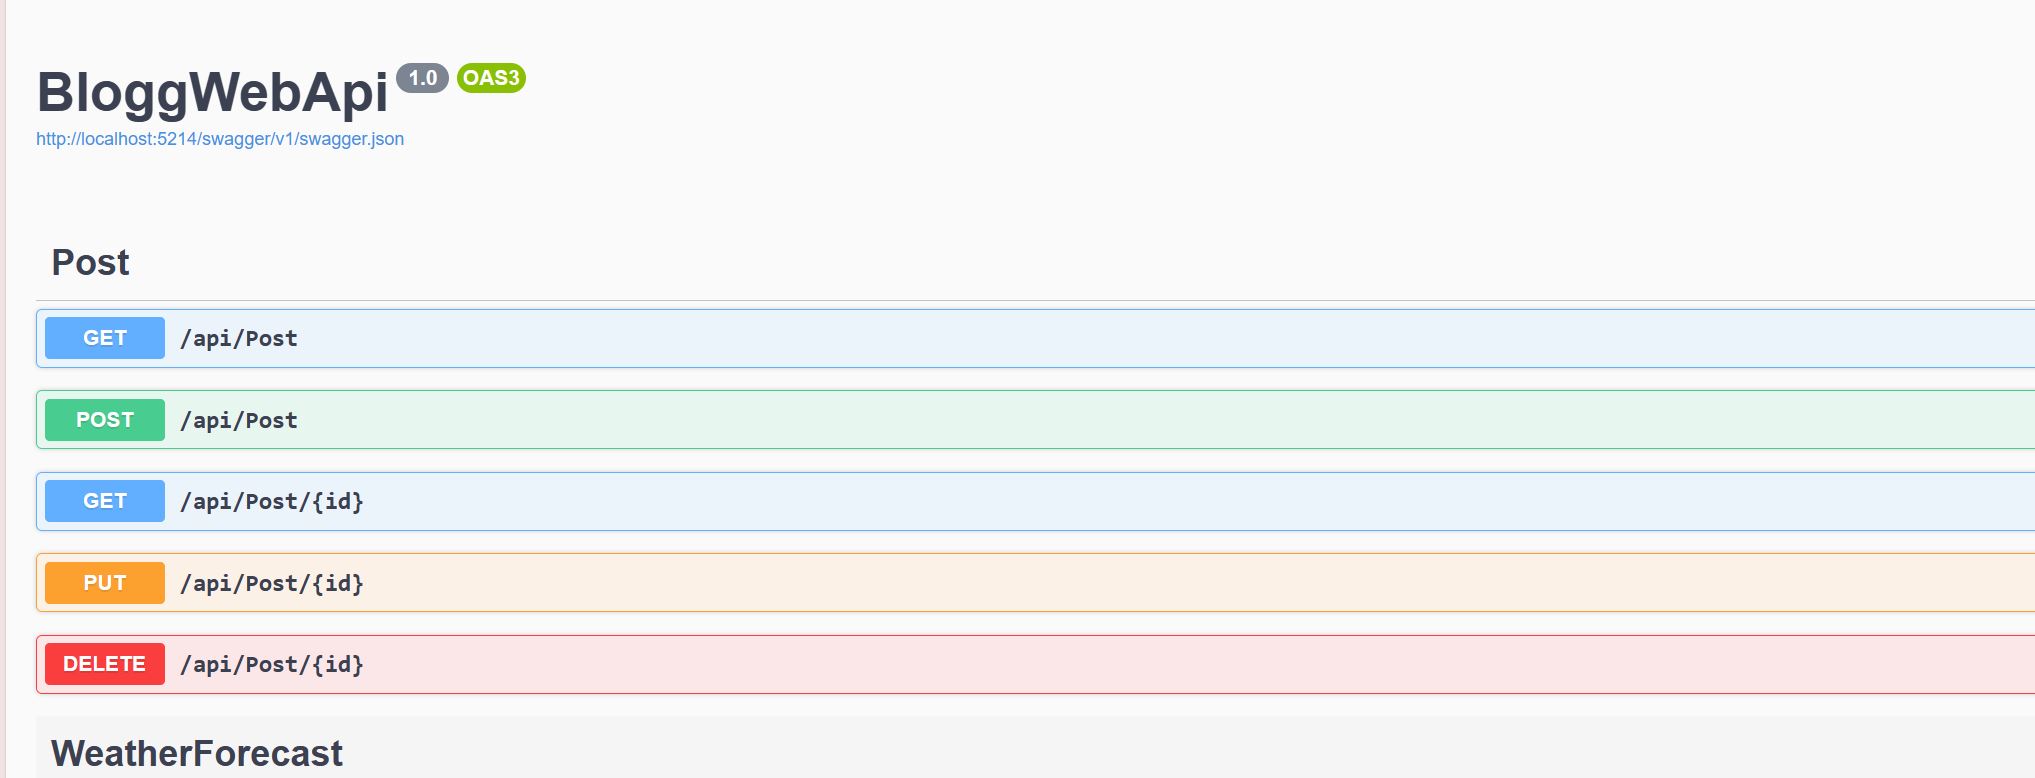 BloggWebApi 1.0 OAS3
http://localhost:5214/swagger/v1/swagger.json
Post
GET /api/Post
POST /api/Post
GET /api/Post/{id}
PUT /api/Post/{id}
DELETE /api/Post/{id}
WeatherForecast